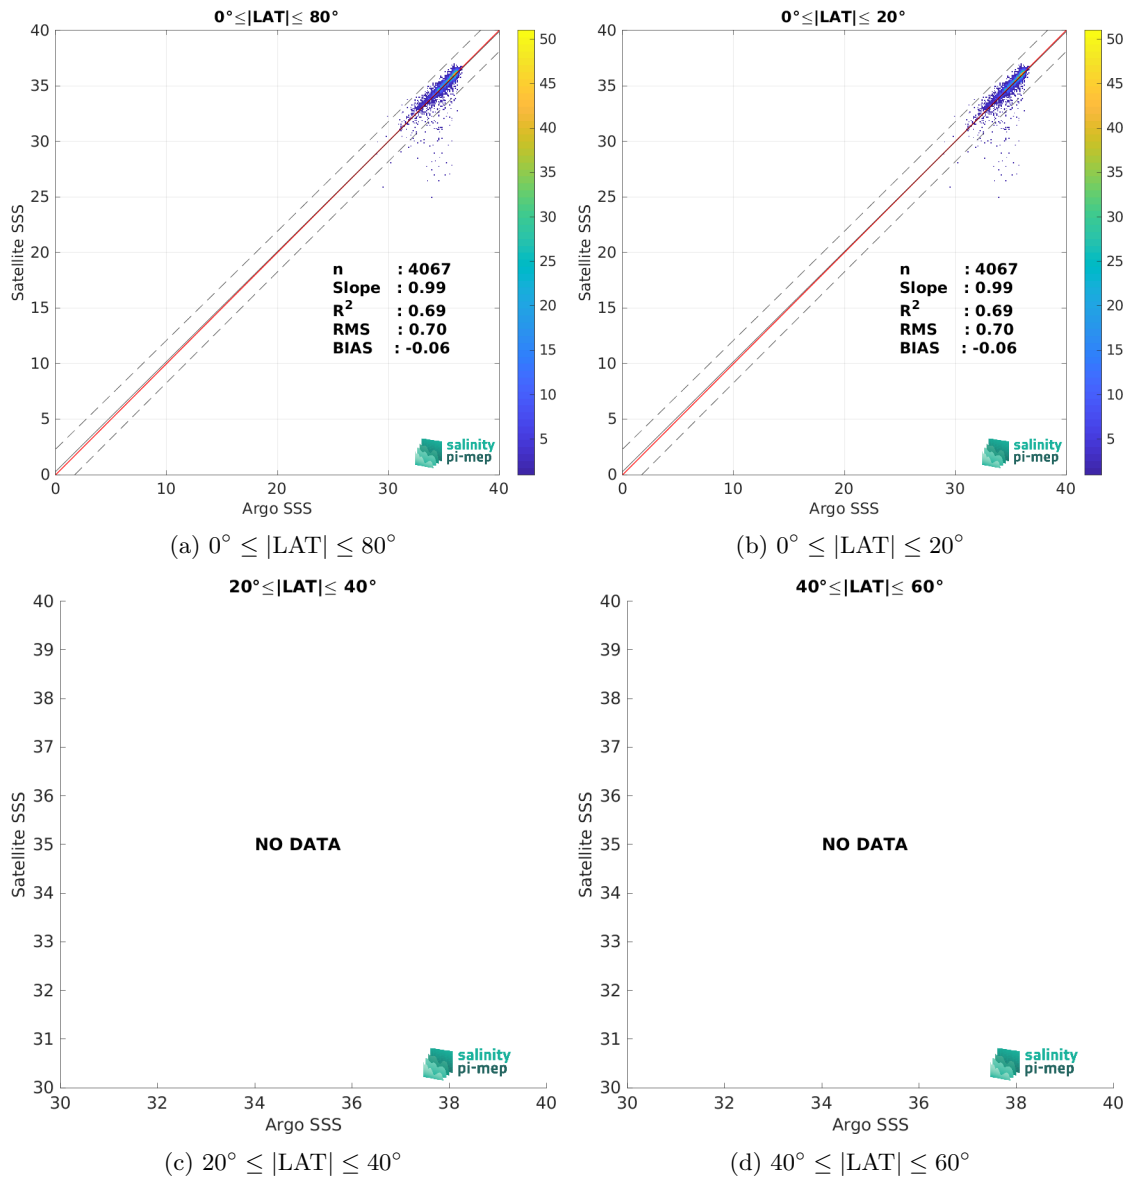 0°≤|LAT|≤ 80°
40
35
30
25
20
15
10
5
0
Satellite SSS
0
10
20
30
40
Argo SSS
50
45
40
35
30
25
20
15
10
5
n : 4067
Slope : 0.99
R² : 0.69
RMS : 0.70
BIAS : -0.06
salinity
pi-mep
(a) 0° ≤ |LAT| ≤ 80°
0°≤|LAT|≤ 20°
40
35
30
25
20
15
10
5
0
Satellite SSS
0
10
20
30
40
Argo SSS
50
45
40
35
30
25
20
15
10
5
n : 4067
Slope : 0.99
R² : 0.69
RMS : 0.70
BIAS : -0.06
salinity
pi-mep
(b) 0° ≤ |LAT| ≤ 20°
20°≤|LAT|≤ 40°
40
39
38
37
36
35
34
33
32
31
30
Satellite SSS
NO DATA
salinity
pi-mep
30
32
34
36
38
40
Argo SSS
(c) 20° ≤ |LAT| ≤ 40°
40°≤|LAT|≤ 60°
40
39
38
37
36
35
34
33
32
31
30
Satellite SSS
NO DATA
salinity
pi-mep
30
32
34
36
38
40
Argo SSS
(d) 40° ≤ |LAT| ≤ 60°